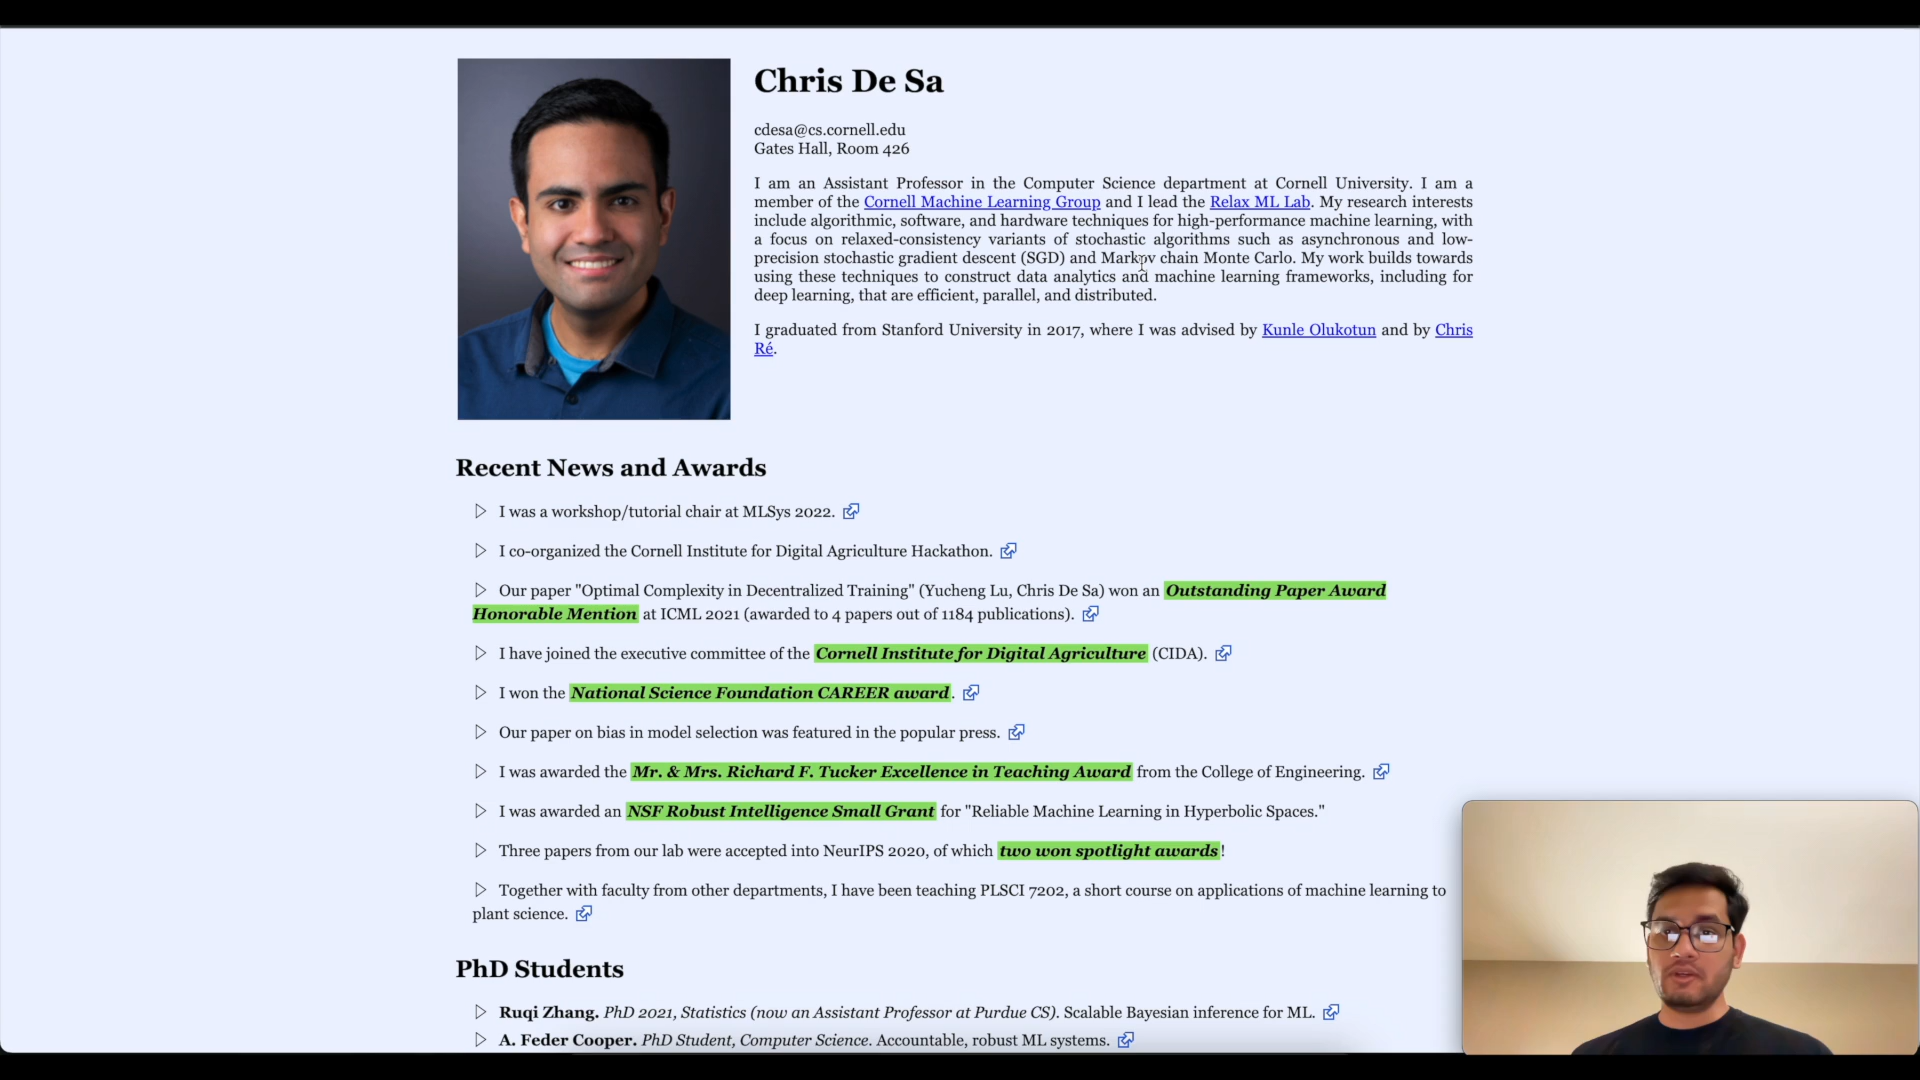 Chris De Sa
cdesa@cs.cornell.edu
Gates Hall, Room 426
I am an Assistant Professor in the Computer Science department at Cornell University. I am a
member of the Cornell Machine Learning Group and I lead the Relax ML Lab. My research interests
include algorithmic, software, and hardware techniques for high-performance machine learning, with
a focus on relaxed-consistency variants of stochastic algorithms such as asynchronous and low-
precision stochastic gradient descent (SGD) and Markov chain Monte Carlo. My work builds towards
using these techniques to construct data analytics and machine learning frameworks, including for
deep learning, that are efficient, parallel, and distributed.
I graduated from Stanford University in 2017, where I was advised by Kunle Olukotun and by Chris
Ré.
Recent News and Awards
I was a workshop/tutorial chair at MLSys 2022.
I co-organized the Cornell Institute for Digital Agriculture Hackathon.
Our paper "Optimal Complexity in Decentralized Training" (Yucheng Lu, Chris De Sa) won an Outstanding Paper Award
Honorable Mention at ICML 2021 (awarded to 4 papers out of 1184 publications).
I have joined the executive committee of the Cornell Institute for Digital Agriculture (CIDA).
I won the National Science Foundation CAREER award.
Our paper on bias in model selection was featured in the popular press.
I was awarded the Mr. & Mrs. Richard F. Tucker Excellence in Teaching Award from the College of Engineering.
I was awarded an NSF Robust Intelligence Small Grant for "Reliable Machine Learning in Hyperbolic Spaces."
Three papers from our lab were accepted into NeurIPS 2020, of which two won spotlight awards!
Together with faculty from other departments, I have been teaching PLSCI 7202, a short course on applications of machine learning to
plant science.
PhD Students
Ruqi Zhang. PhD 2021, Statistics (now an Assistant Professor at Purdue CS). Scalable Bayesian inference for ML.
A. Feder Cooper. PhD Student, Computer Science. Accountable, robust ML systems.